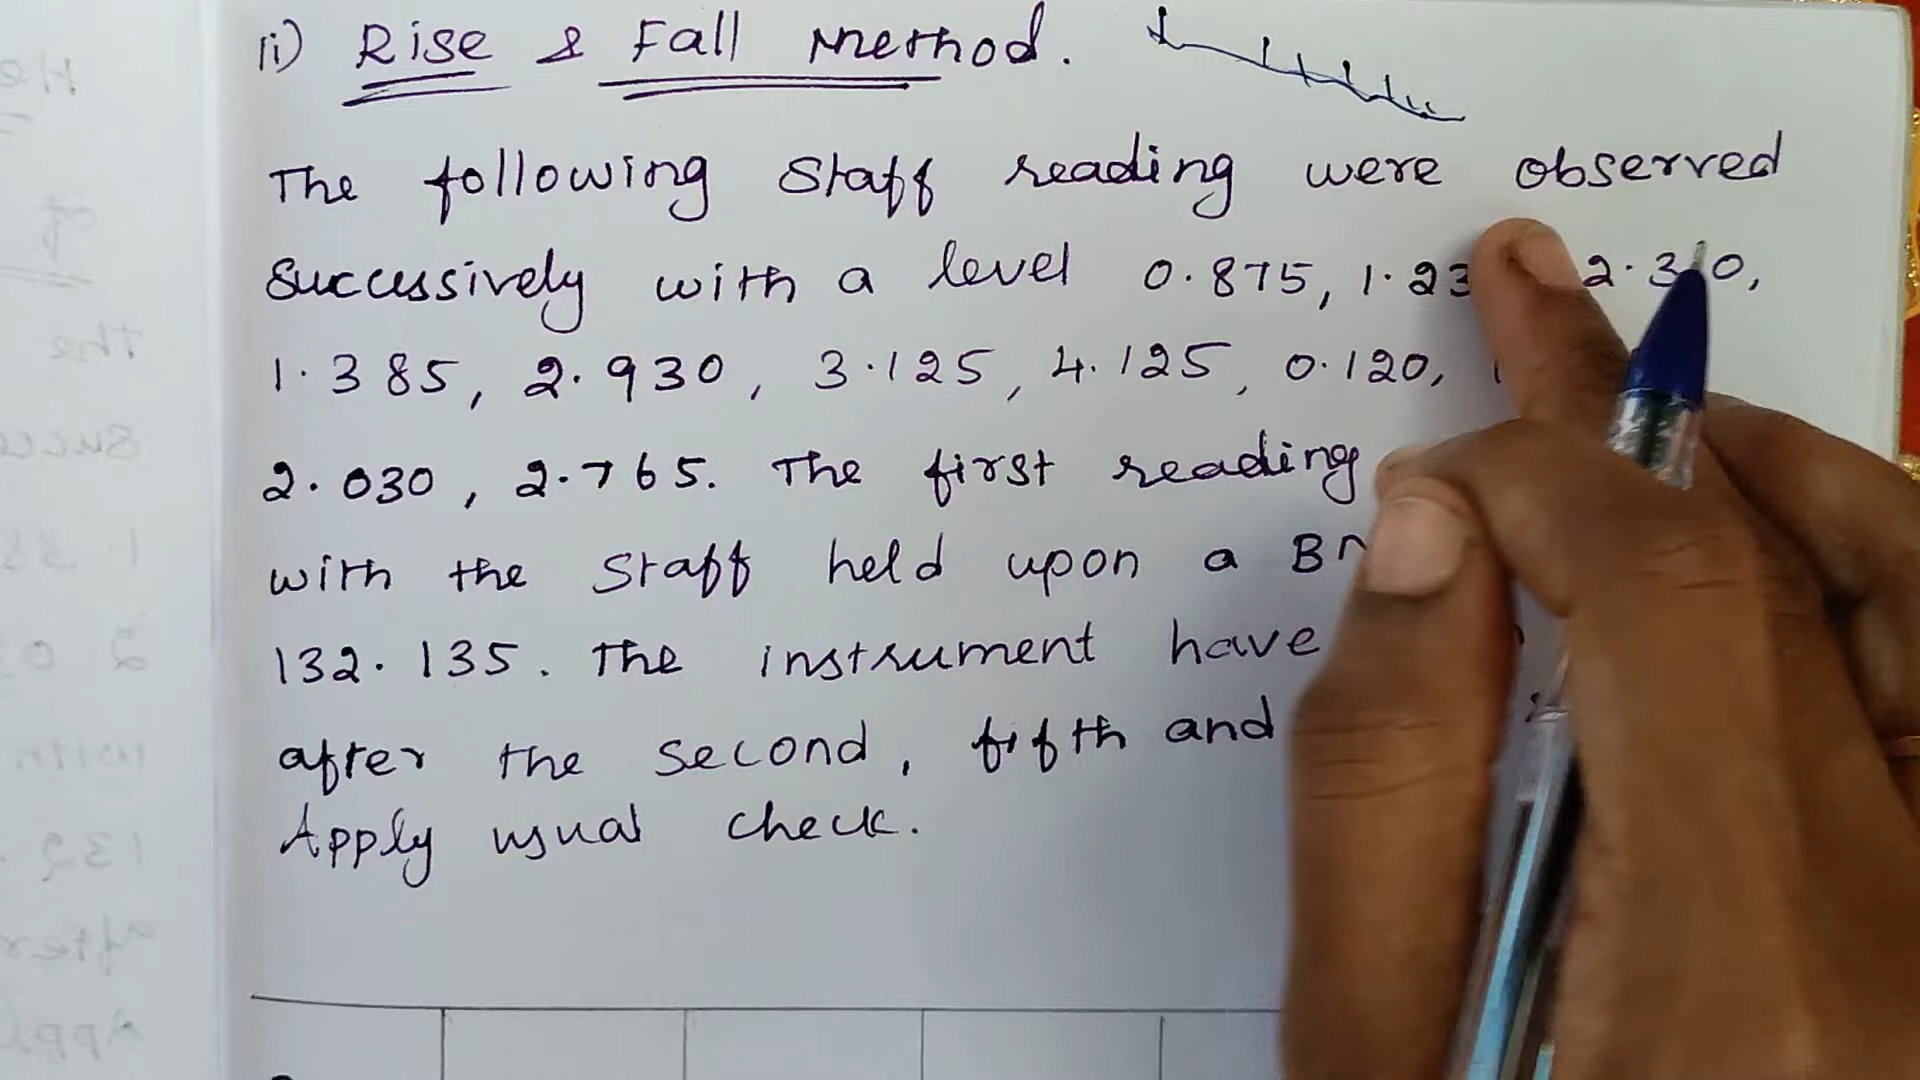 ii) Rise & Fall Method.
The following Staff reading were observed
Successively with a level 0.875, 1.23
1.385, 2.930, 3.125, 4.125, 0.120,
2.030, 2.765. The first reading
with the Staff held upon a
132.135. The instrument have
after the second, fifth and
Apply usual check.